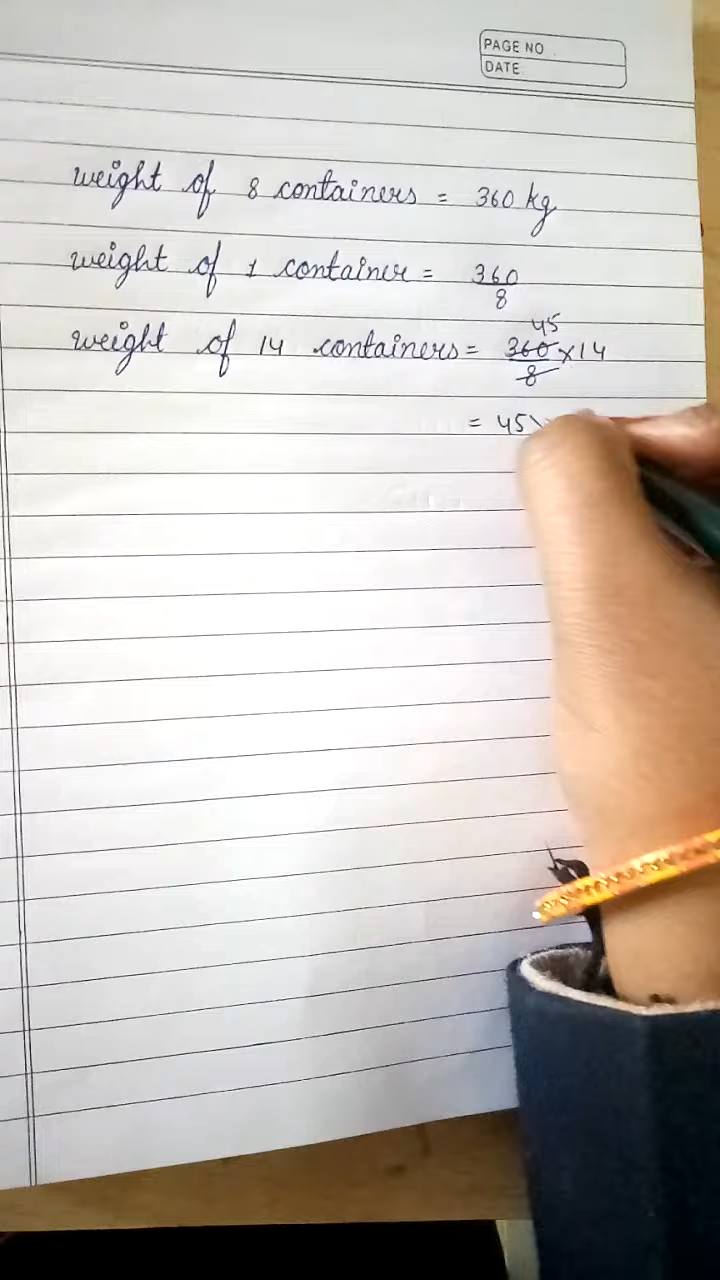 PAGE NO
DATE
weight of 8 containers = 360 kg
weight of 1 container = 360/8
45
weight of 14 containers = 360/8 x 14
= 45